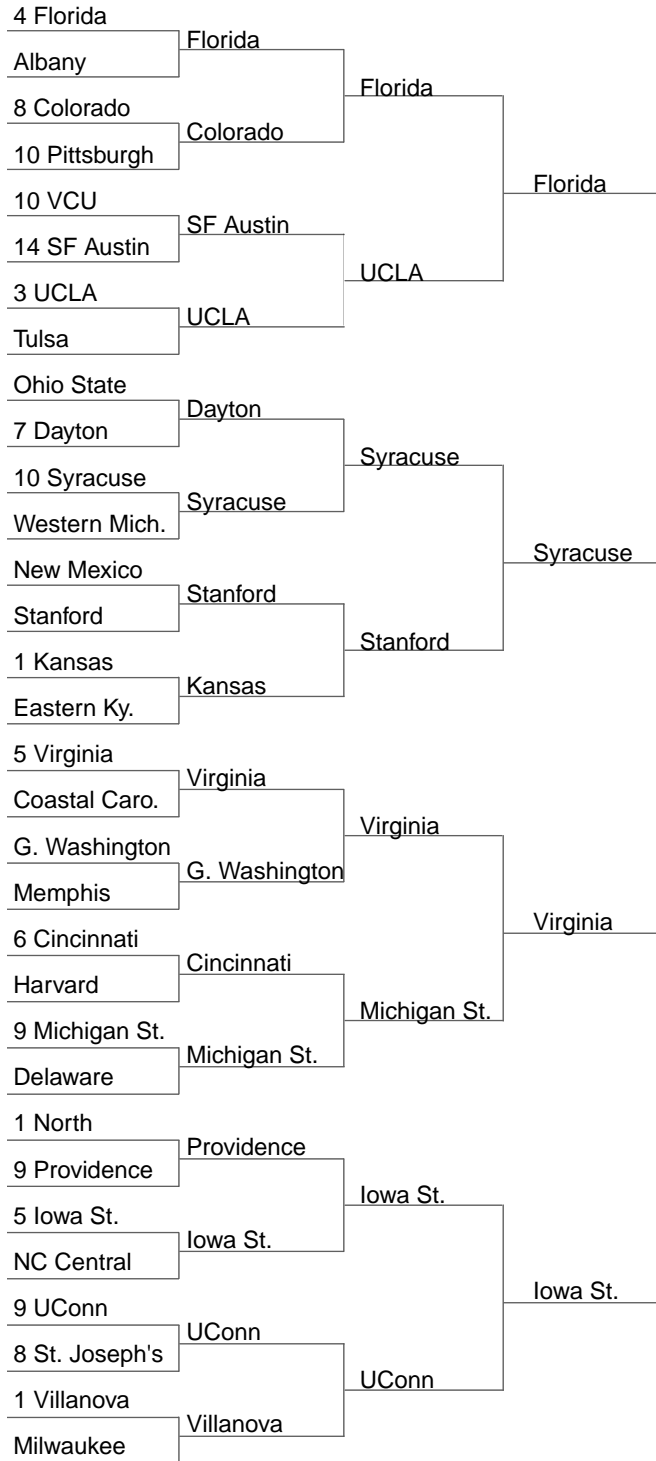 4 Florida
Albany
8 Colorado
10 Pittsburgh
10 VCU
14 SF Austin
3 UCLA
Tulsa
Ohio State
7 Dayton
10 Syracuse
Western Mich.
New Mexico
Stanford
1 Kansas
Eastern Ky.
5 Virginia
Coastal Caro.
G. Washington
Memphis
6 Cincinnati
Harvard
9 Michigan St.
Delaware
1 North
9 Providence
5 Iowa St.
NC Central
9 UConn
8 St. Joseph's
1 Villanova
Milwaukee
Florida
Colorado
SF Austin
UCLA
Dayton
Syracuse
Stanford
Kansas
Virginia
G. Washington
Cincinnati
Michigan St.
Providence
Iowa St.
UConn
Villanova
Florida
UCLA
Syracuse
Stanford
Virginia
Michigan St.
Iowa St.
UConn
Florida
Syracuse
Virginia
Iowa St.